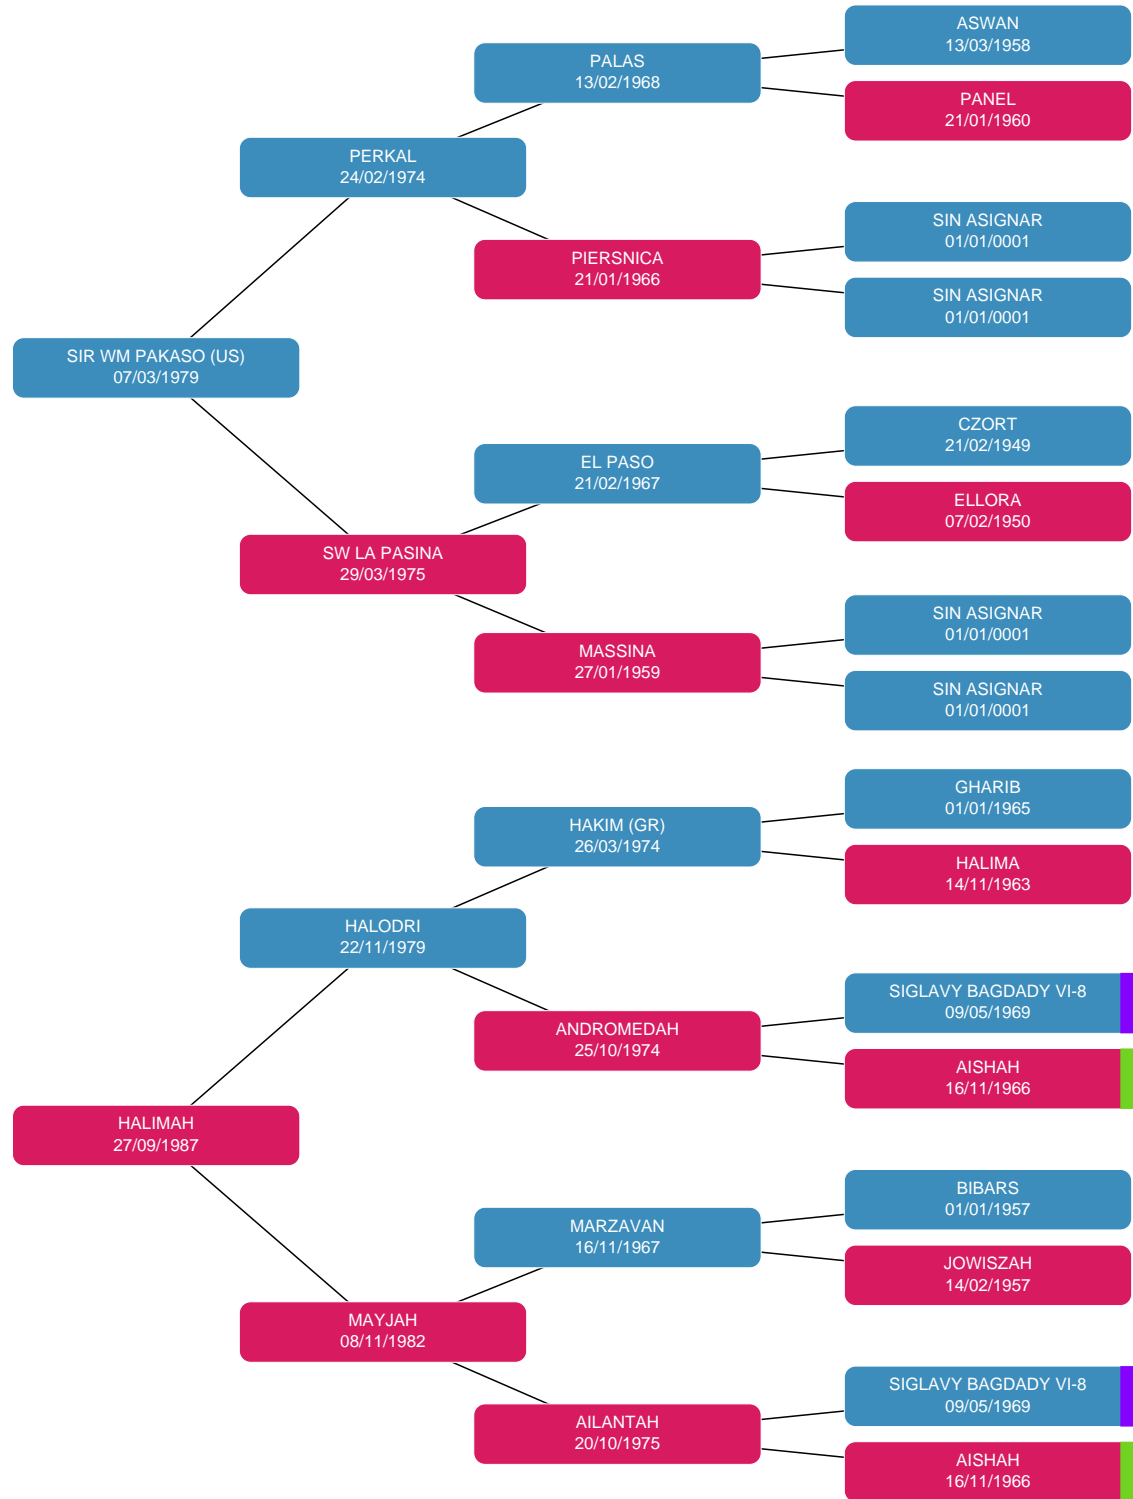 ASWAN
13/03/1958
PALAS
13/02/1968
PANEL
21/01/1960
PERKAL
24/02/1974
SIN ASIGNAR
01/01/0001
PIERSNICA
21/01/1966
SIN ASIGNAR
01/01/0001
SIR WM PAKASO (US)
07/03/1979
CZORT
21/02/1949
EL PASO
21/02/1967
ELLORA
07/02/1950
SW LA PASINA
29/03/1975
SIN ASIGNAR
01/01/0001
MASSINA
27/01/1959
SIN ASIGNAR
01/01/0001
GHARIB
01/01/1965
HAKIM (GR)
26/03/1974
HALIMA
14/11/1963
HALODRI
22/11/1979
SIGLAVY BAGDADY VI-8
09/05/1969
ANDROMEDAH
25/10/1974
AISHAH
16/11/1966
HALIMAH
27/09/1987
BIBARS
01/01/1957
MARZAVAN
16/11/1967
JOWISZAH
14/02/1957
MAYJAH
08/11/1982
SIGLAVY BAGDADY VI-8
09/05/1969
AILANTAH
20/10/1975
AISHAH
16/11/1966